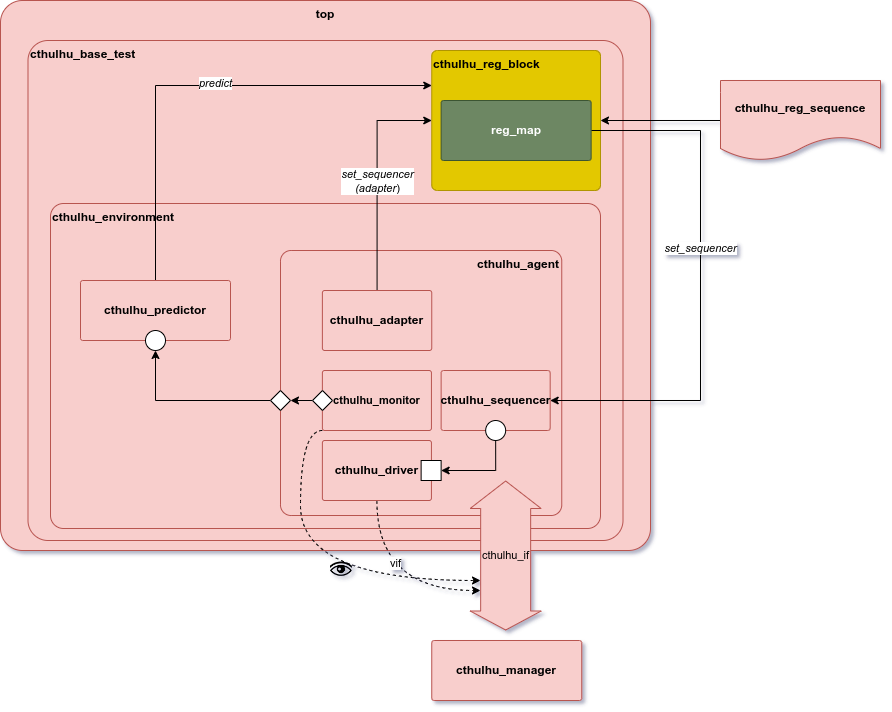 top
cthulhu_base_test
cthulhu_reg_block
predict
cthulhu_reg_sequence
reg_map
set_sequencer
(adapter)
cthulhu_environment
set_sequencer
cthulhu_agent
cthulhu_predictor
cthulhu_adapter
cthulhu_monitor
cthulhu_sequencer
cthulhu_driver
cthulhu_if
vif
cthulhu_manager